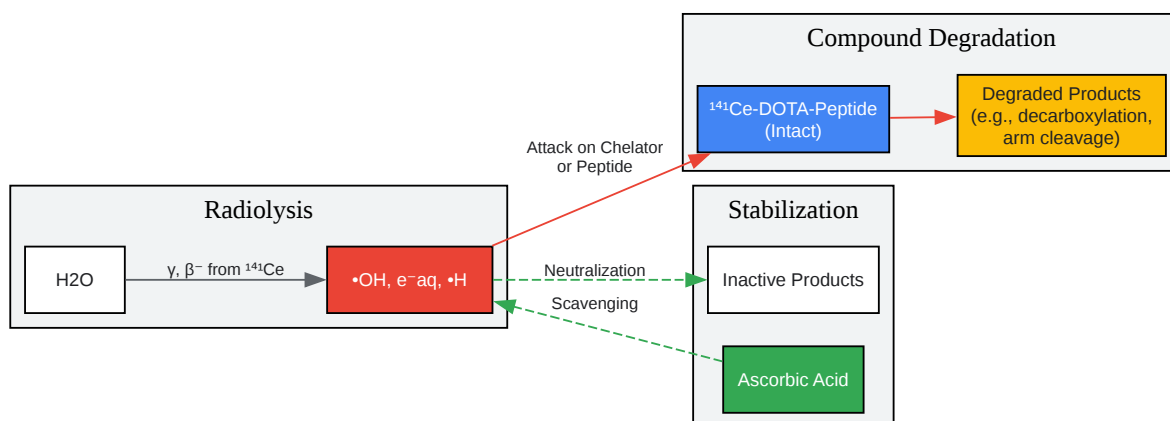 Compound Degradation
¹⁴¹Ce-DOTA-Peptide
(Intact)
Degraded Products
(e.g., decarboxylation,
arm cleavage)
Attack on Chelator
or Peptide
Radiolysis
H2O
γ, β⁻ from ¹⁴¹Ce
•OH, e⁻aq, •H
Stabilization
Neutralization
Inactive Products
Scavenging
Ascorbic Acid